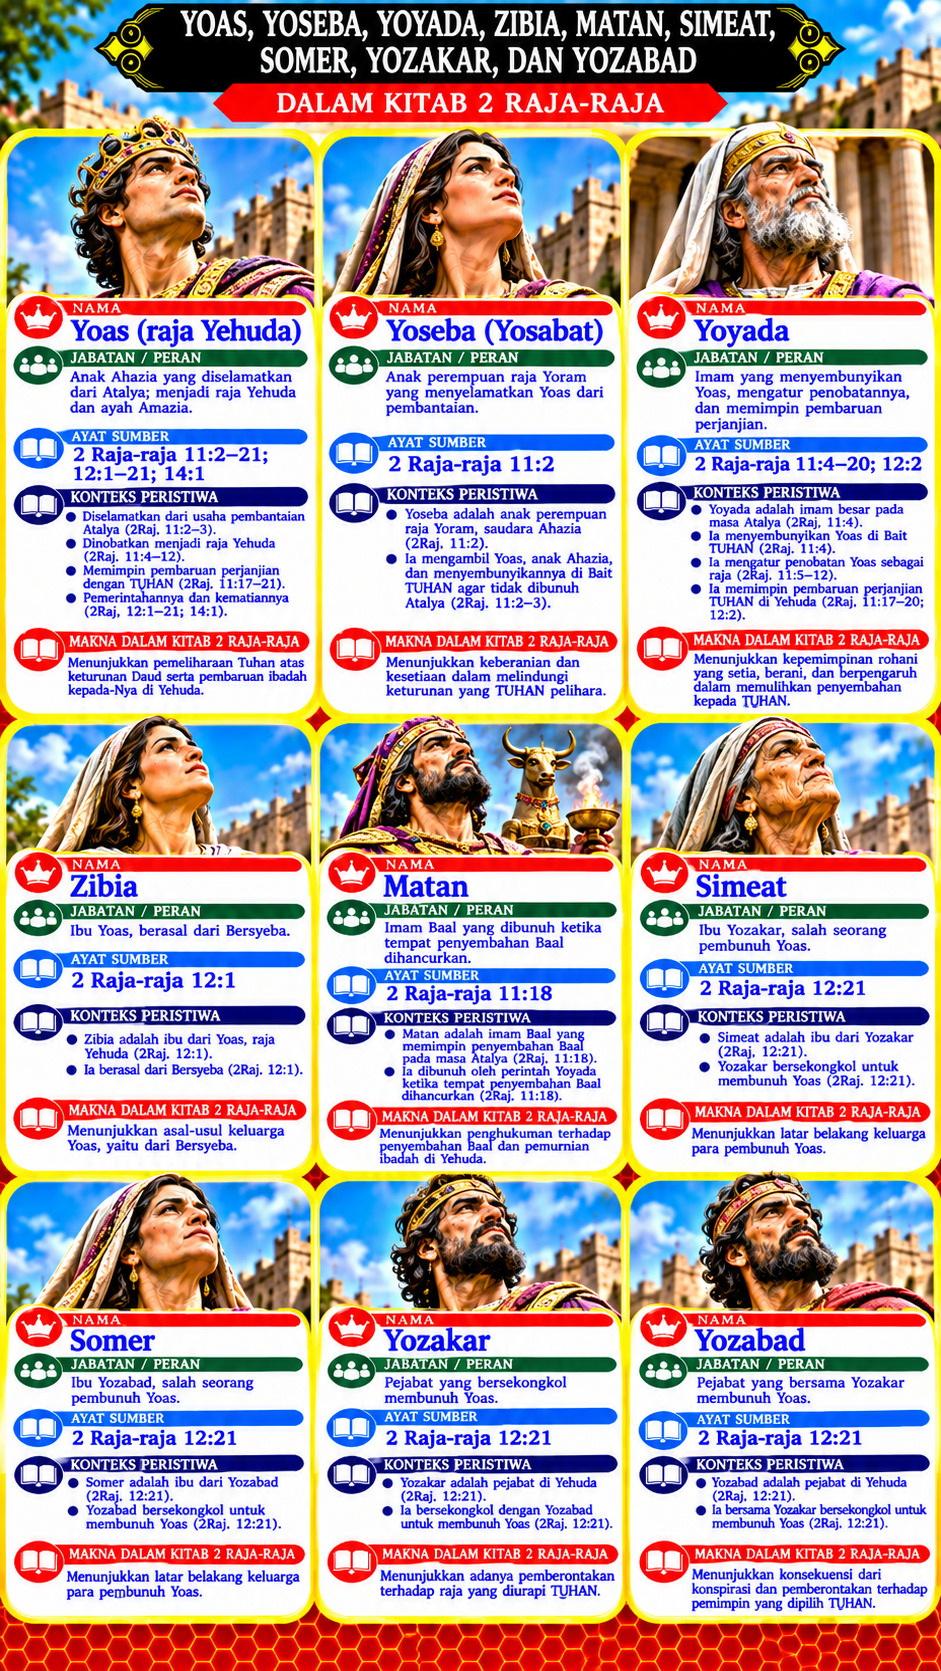 YOAS, YOSEBA, YOYADA, ZIBIA, MATAN, SIMEAT,
SOMER, YOZAKAR, DAN YOZABAD
DALAM KITAB 2 RAJA-RAJA
NAMA
Yoas (raja Yehuda)
JABATAN / PERAN
Anak Ahazia yang diselamatkan
dari Atalya; menjadi raja Yehuda
dan ayah Amazia.
AYAT SUMBER
2 Raja-raja 11:2–21;
12:1–21; 14:1
KONTEKS PERISTIWA
● Diselamatkan dari usaha pembantaian
Atalya (2Raj. 11:2–3).
● Dinobatkan menjadi raja Yehuda
(2Raj. 11:4–12).
● Memimpin pembaruan perjanjian
dengan TUHAN (2Raj. 11:17–21).
● Pemerintahannya dan kematiannya
(2Raj, 12:1–21; 14:1).
MAKNA DALAM KITAB 2 RAJA-RAJA
Menunjukkan pemeliharaan Tuhan atas
keturunan Daud serta pembaruan ibadah
kepada-Nya di Yehuda.
NAMA
Yoseba (Yosabat)
JABATAN / PERAN
Anak perempuan raja Yoram
yang menyelamatkan Yoas dari
pembantaian.
AYAT SUMBER
2 Raja-raja 11:2
KONTEKS PERISTIWA
● Yoseba adalah anak perempuan
raja Yoram, saudara Ahazia
(2Raj. 11:2).
● Ia mengambil Yoas, anak Ahazia,
dan menyembunyikannya di Bait
TUHAN agar tidak dibunuh
Atalya (2Raj. 11:2–3).
MAKNA DALAM KITAB 2 RAJA-RAJA
Menunjukkan keberanian dan
kesetiaan dalam melindungi
keturunan yang TUHAN pelihara.
NAMA
Yoyada
JABATAN / PERAN
Imam yang menyembunyikan
Yoas, mengatur penobatannya,
dan memimpin pembaruan
perjanjian.
AYAT SUMBER
2 Raja-raja 11:4–20; 12:2
KONTEKS PERISTIWA
● Yoyada adalah imam besar pada
masa Atalya (2Raj, 11:4).
● Ia menyembunyikan Yoas di Bait
TUHAN (2Raj. 11:4).
● Ia mengatur penobatan Yoas sebagai
raja (2Raj. 11:5–12).
● Ia memimpin pembaruan perjanjian
TUHAN di Yehuda (2Raj. 11:17–20;
12:2).
MAKNA DALAM KITAB 2 RAJA-RAJA
Menunjukkan kepemimpinan rohani
yang setia, berani, dan berpengaruh
dalam memulihkan penyembahan
kepada TUHAN.
NAMA
Zibia
JABATAN / PERAN
Ibu Yoas, berasal dari Bersyeba.
AYAT SUMBER
2 Raja-raja 12:1
KONTEKS PERISTIWA
● Zibia adalah ibu dari Yoas, raja
Yehuda (2Raj. 12:1).
● Ia berasal dari Bersyeba (2Raj. 12:1).
MAKNA DALAM KITAB 2 RAJA-RAJA
Menunjukkan asal-usul keluarga
Yoas, yaitu dari Bersyeba.
NAMA
Matan
JABATAN / PERAN
Imam Baal yang dibunuh ketika
tempat penyembahan Baal
dihancurkan.
AYAT SUMBER
2 Raja-raja 11:18
KONTEKS PERISTIWA
● Matan adalah imam Baal yang
memimpin penyembahan Baal
pada masa Atalya (2Raj. 11:18).
● Ia dibunuh oleh perintah Yoyada
ketika tempat penyembahan Baal
dihancurkan (2Raj. 11:18).
MAKNA DALAM KITAB 2 RAJA-RAJA
Menunjukkan penghukuman terhadap
penyembahan Baal dan pemurnian
ibadah di Yehuda.
NAMA
Simeat
JABATAN / PERAN
Ibu Yozakar, salah seorang
pembunuh Yoas.
AYAT SUMBER
2 Raja-raja 12:21
KONTEKS PERISTIWA
● Simeat adalah ibu dari Yozakar
(2Raj, 12:21).
● Yozakar bersekongkol untuk
membunuh Yoas (2Raj. 12:21).
MAKNA DALAM KITAB 2 RAJA-RAJA
Menunjukkan latar belakang keluarga
para pembunuh Yoas.
NAMA
Somer
JABATAN / PERAN
Ibu Yozabad, salah seorang
pembunuh Yoas.
AYAT SUMBER
2 Raja-raja 12:21
KONTEKS PERISTIWA
● Somer adalah ibu dari Yozabad
(2Raj. 12:21).
● Yozabad bersekongkol untuk
membunuh Yoas (2Raj. 12:21).
MAKNA DALAM KITAB 2 RAJA-RAJA
Menunjukkan latar belakang keluarga
para pembunuh Yoas.
NAMA
Yozakar
JABATAN / PERAN
Pejabat yang bersekongkol
membunuh Yoas.
AYAT SUMBER
2 Raja-raja 12:21
KONTEKS PERISTIWA
● Yozakar adalah pejabat di Yehuda
(2Raj. 12:21).
● Ia bersekongkol dengan Yozabad
untuk membunuh Yoas (2Raj. 12:21).
MAKNA DALAM KITAB 2 RAJA-RAJA
Menunjukkan adanya pemberontakan
terhadap raja yang diurapi TUHAN.
NAMA
Yozabad
JABATAN / PERAN
Pejabat yang bersama Yozakar
membunuh Yoas.
AYAT SUMBER
2 Raja-raja 12:21
KONTEKS PERISTIWA
● Yozabad adalah pejabat di Yehuda
(2Raj. 12:21).
● Ia bersama Yozakar bersekongkol untuk
membunuh Yoas (2Raj. 12:21).
MAKNA DALAM KITAB 2 RAJA-RAJA
Menunjukkan konsekuensi dari
konspirasi dan pemberontakan terhadap
pemimpin yang dipilih TUHAN.